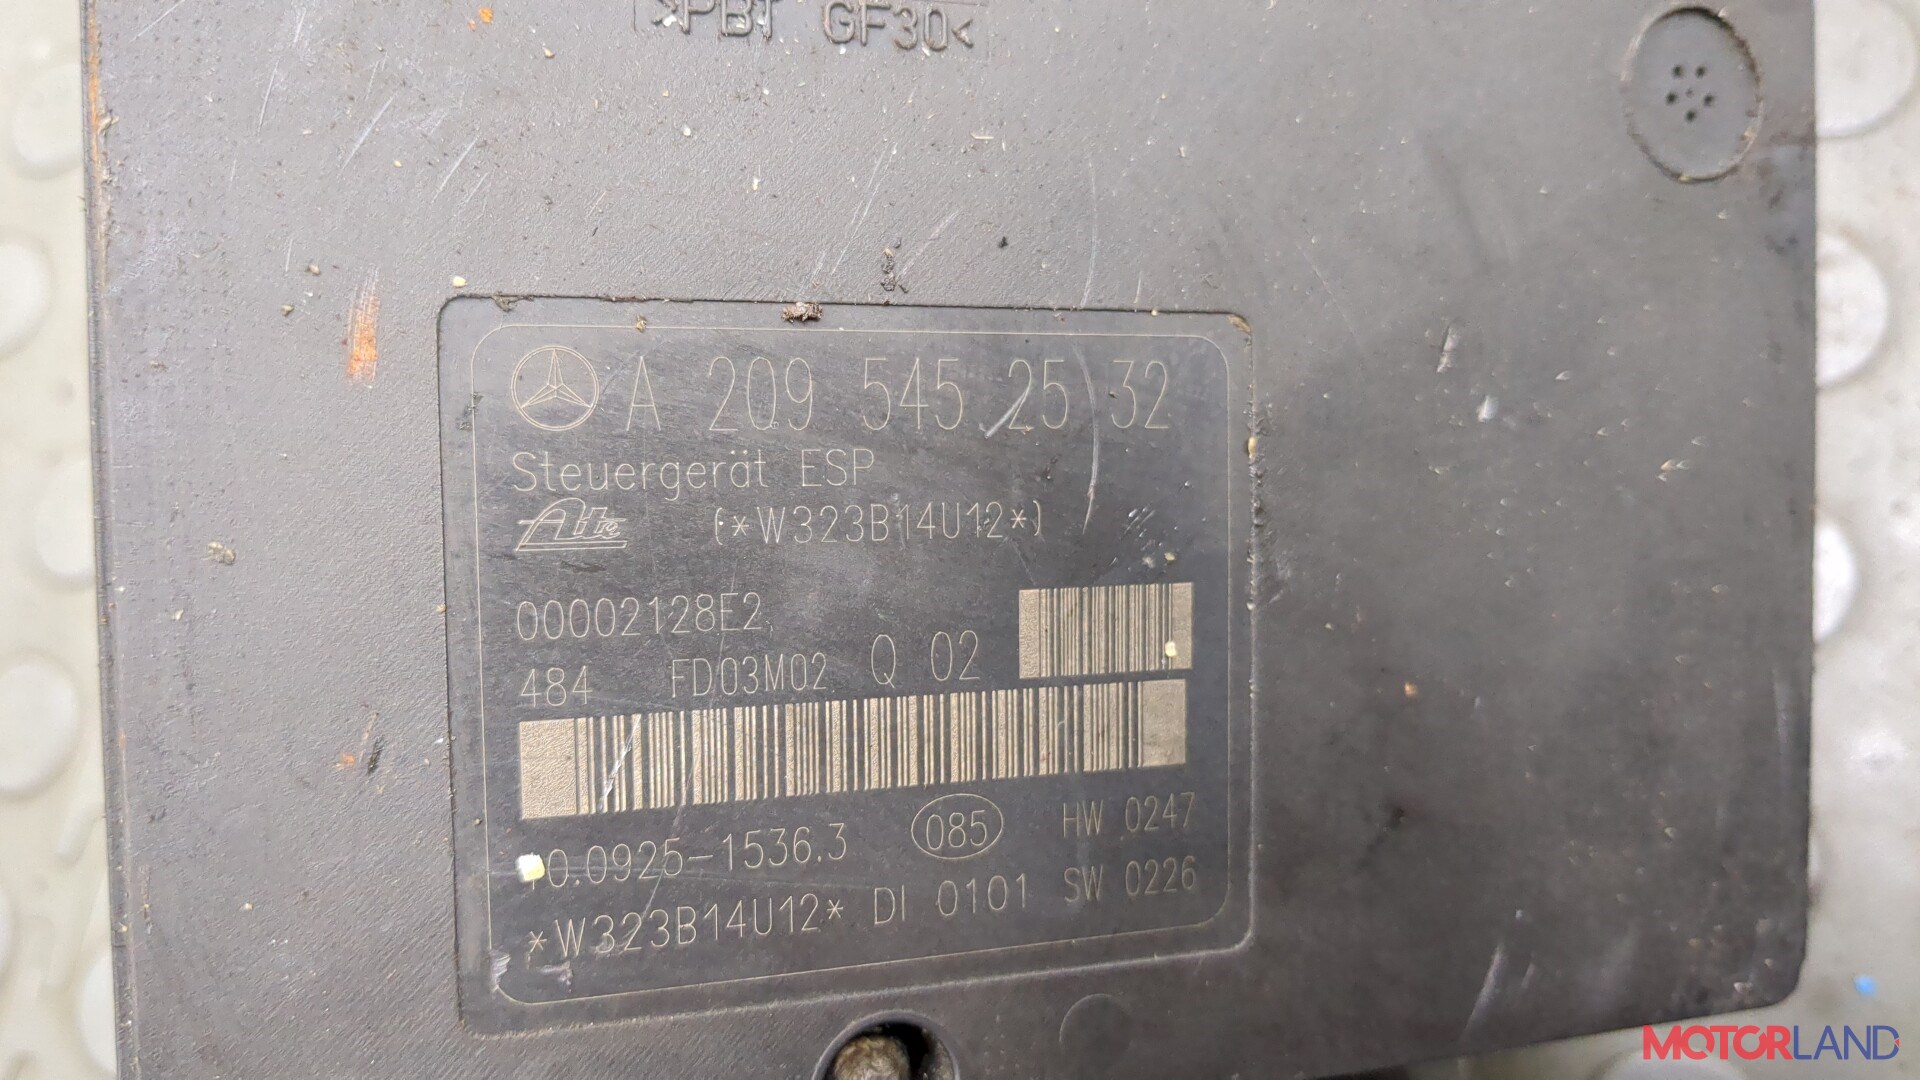 >PBT GF30<
A 209 545 25 32
Steuergerät ESP
Ate (*W323B14U12*)
00002128E2
484 FD03M02 Q 02
10.0925-1536.3 085 HW 0247
*W323B14U12* DI 0101 SW 0226
MOTORLAND